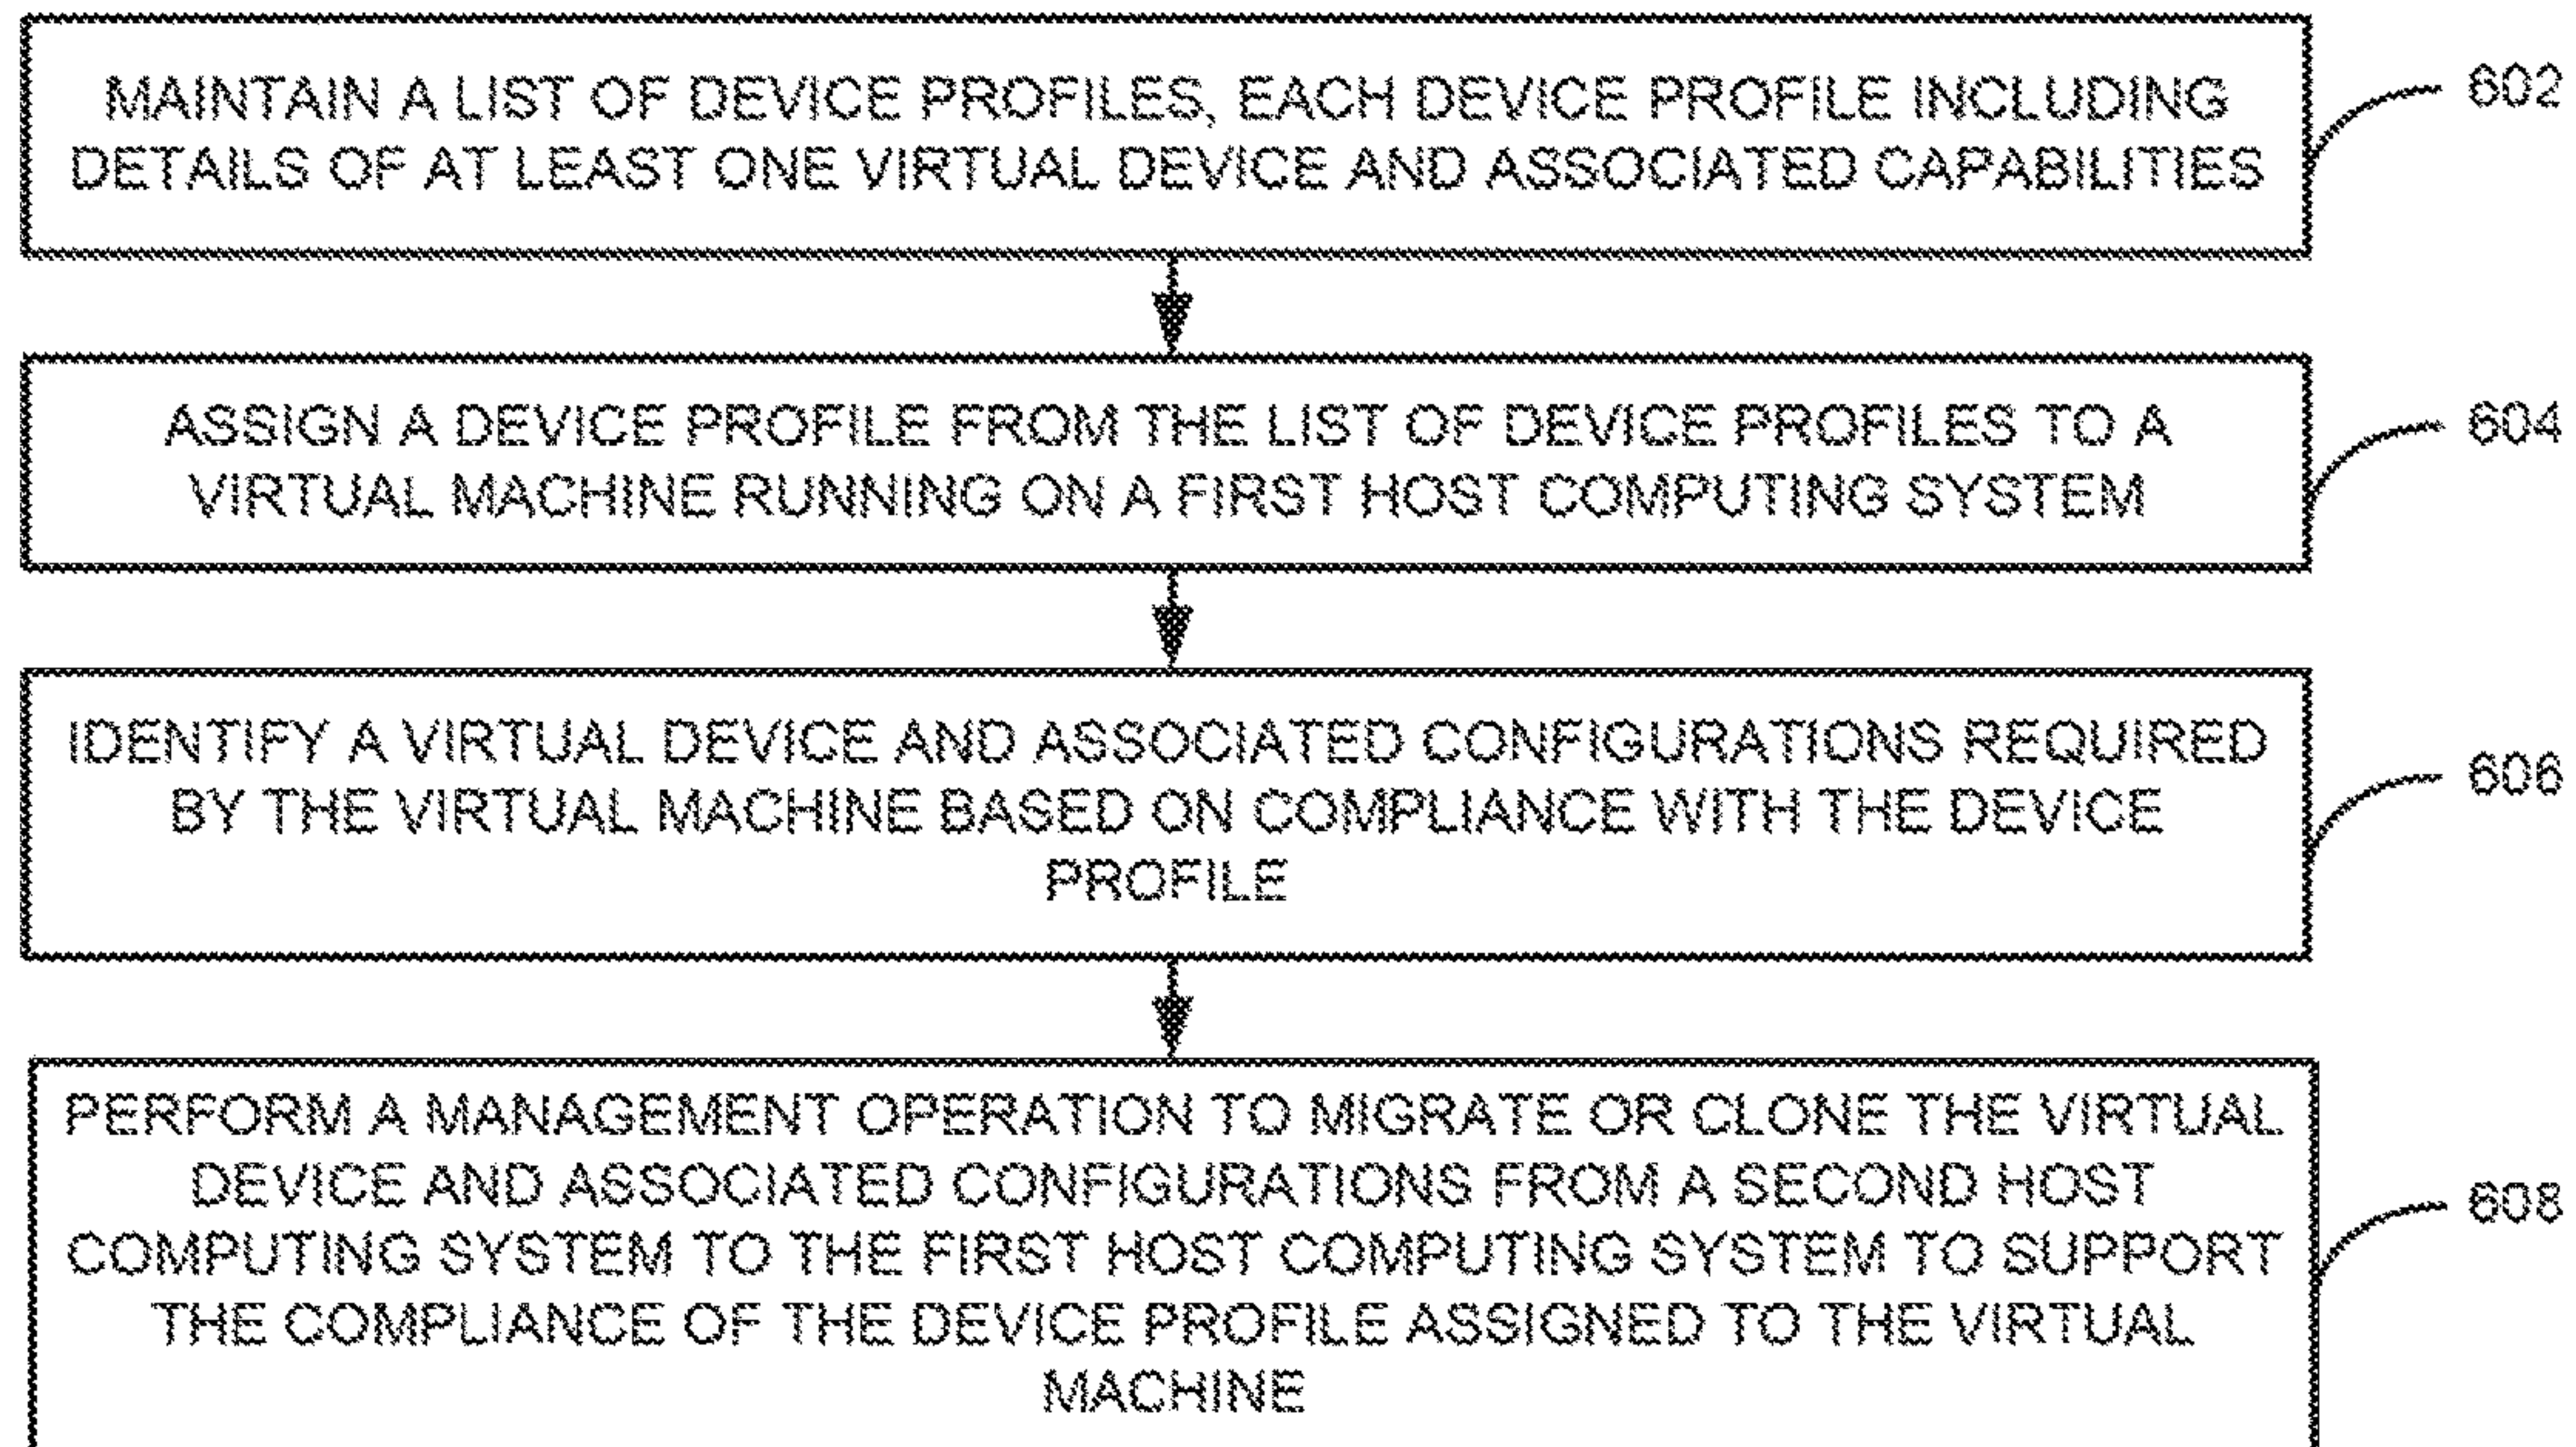 MAINTAIN A LIST OF DEVICE PROFILES, EACH DEVICE PROFILE INCLUDING
DETAILS OF AT LEAST ONE VIRTUAL DEVICE AND ASSOCIATED CAPABILITIES
602
ASSIGN A DEVICE PROFILE FROM THE LIST OF DEVICE PROFILES TO A
VIRTUAL MACHINE RUNNING ON A FIRST HOST COMPUTING SYSTEM
604
IDENTIFY A VIRTUAL DEVICE AND ASSOCIATED CONFIGURATIONS REQUIRED
BY THE VIRTUAL MACHINE BASED ON COMPLIANCE WITH THE DEVICE
PROFILE
606
PERFORM A MANAGEMENT OPERATION TO MIGRATE OR CLONE THE VIRTUAL
DEVICE AND ASSOCIATED CONFIGURATIONS FROM A SECOND HOST
COMPUTING SYSTEM TO THE FIRST HOST COMPUTING SYSTEM TO SUPPORT
THE COMPLIANCE OF THE DEVICE PROFILE ASSIGNED TO THE VIRTUAL
MACHINE
608